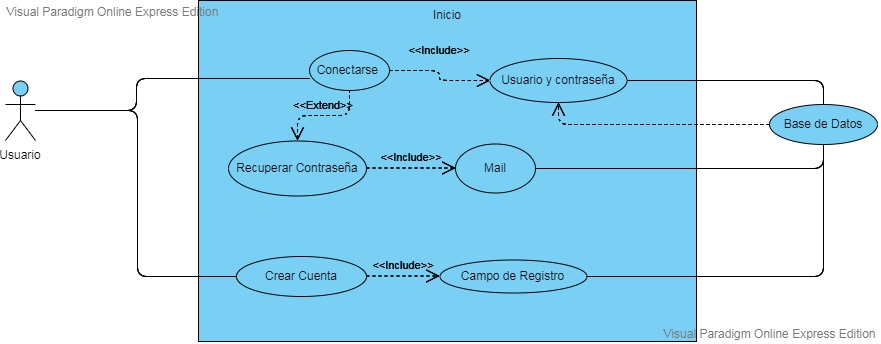 Visual Paradigm Online Express Edition
Inicio
<<Include>>
Conectarse
Usuario y contraseña
<<Extend>>
Base de Datos
Usuario
Recuperar Contraseña
<<Include>>
Mail
<<Include>>
Crear Cuenta
Campo de Registro
Visual Paradigm Online Express Edition